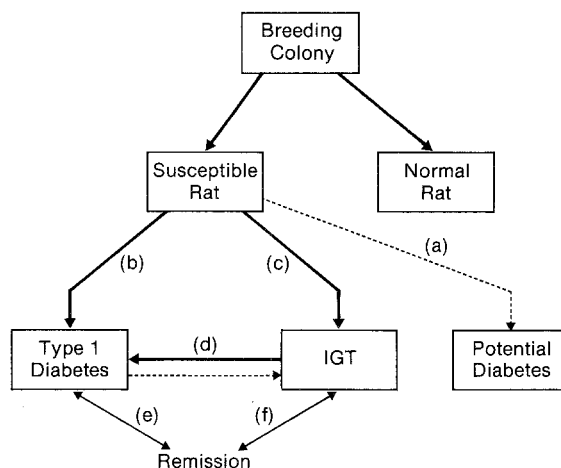 Breeding
Colony
Susceptible
Rat
Normal
Rat
(a)
(b)
(c)
Type 1
Diabetes
(d)
IGT
Potential
Diabetes
(e)
(f)
Remission